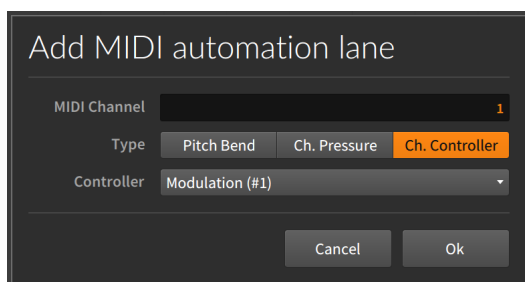 Add MIDI automation lane
MIDI Channel 1
Type Pitch Bend Ch. Pressure Ch. Controller
Controller Modulation (#1)
Cancel Ok